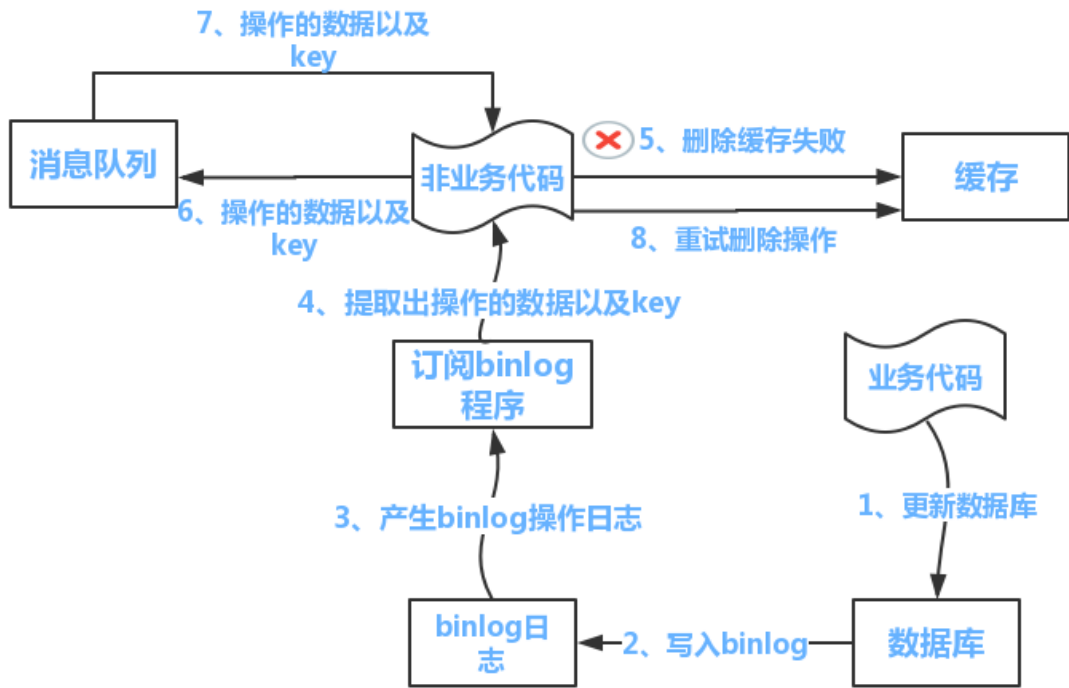 7、操作的数据以及
key
消息队列
非业务代码
5、删除缓存失败
缓存
6、操作的数据以及
key
8、重试删除操作
4、提取出操作的数据以及key
订阅binlog
程序
业务代码
3、产生binlog操作日志
1、更新数据库
binlog日
志
2、写入binlog
数据库